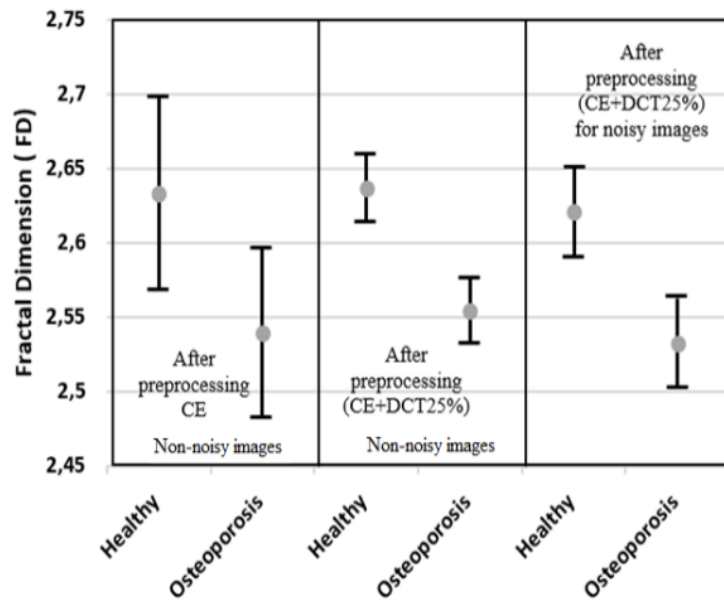 Fractal Dimension ( FD)
2,75
2,7
2,65
2,6
2,55
2,5
2,45
After
preprocessing
CE
Non-noisy images
After
preprocessing
(CE+DCT25%)
Non-noisy images
After
preprocessing
(CE+DCT25%)
for noisy images
Healthy
Osteoporosis
Healthy
Osteoporosis
Healthy
Osteoporosis